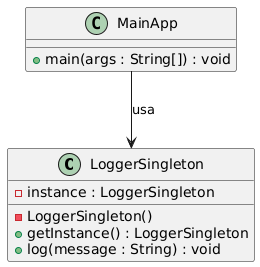 C MainApp
main(args : String[]) : void
usa
C LoggerSingleton
instance : LoggerSingleton
LoggerSingleton()
getInstance() : LoggerSingleton
log(message : String) : void